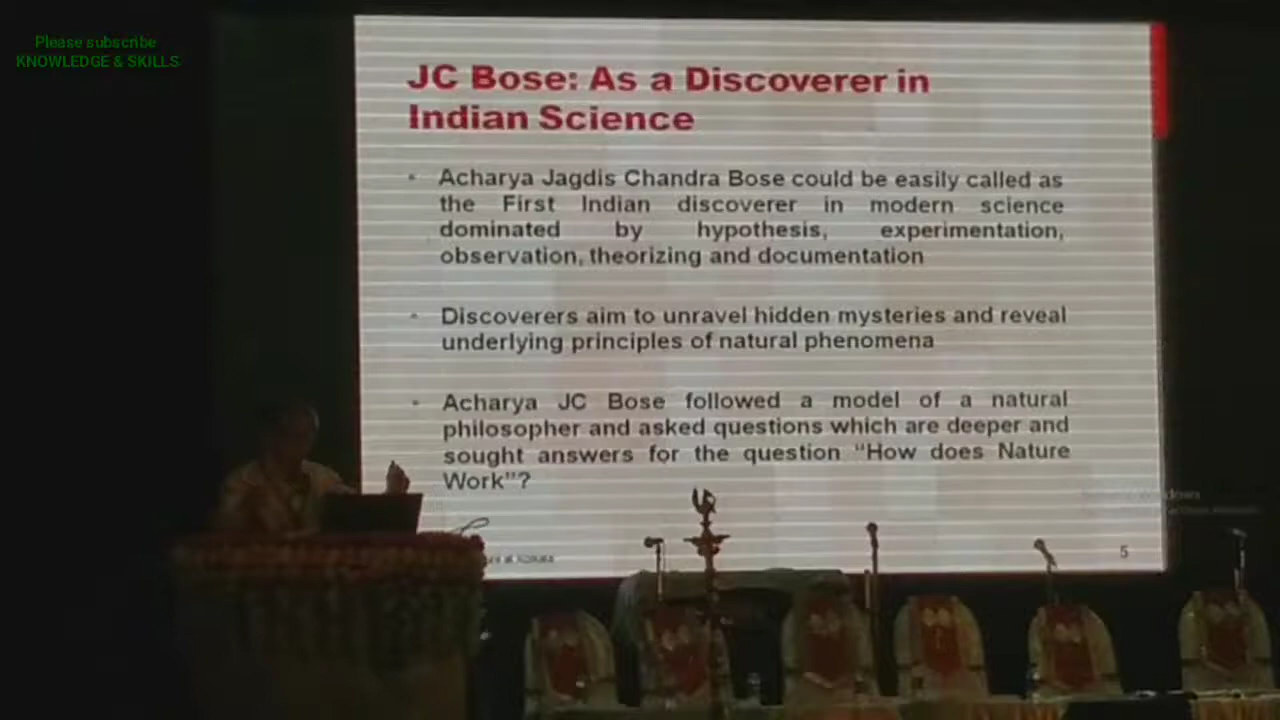 Please subscribe
KNOWLEDGE & SKILLS
JC Bose: As a Discoverer in
Indian Science
Acharya Jagdis Chandra Bose could be easily called as
the First Indian discoverer in modern science
dominated by hypothesis, experimentation,
observation, theorizing and documentation
Discoverers aim to unravel hidden mysteries and reveal
underlying principles of natural phenomena
Acharya JC Bose followed a model of a natural
philosopher and asked questions which are deeper and
sought answers for the question “How does Nature
Work”?
5